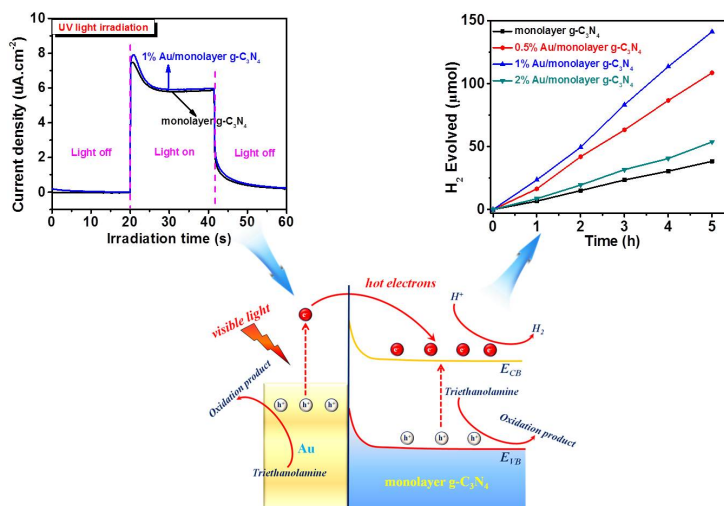 UV light irradiation
1% Au/monolayer g-C₃N₄
monolayer g-C₃N₄
Light off
Light on
Light off
Current density (uA.cm⁻²)
10
8
6
4
2
0
0 10 20 30 40 50 60
Irradiation time (s)
monolayer g-C₃N₄
0.5% Au/monolayer g-C₃N₄
1% Au/monolayer g-C₃N₄
2% Au/monolayer g-C₃N₄
H₂ Evolved (μmol)
150
100
50
0
0 1 2 3 4 5
Time (h)
visible light
hot electrons
e⁻
H⁺
H₂
e⁻ e⁻ e⁻ e⁻
E_CB
Oxidation product
h⁺ h⁺ h⁺
Au
Triethanolamine
Triethanolamine
h⁺ h⁺ h⁺
Oxidation product
E_VB
monolayer g-C₃N₄